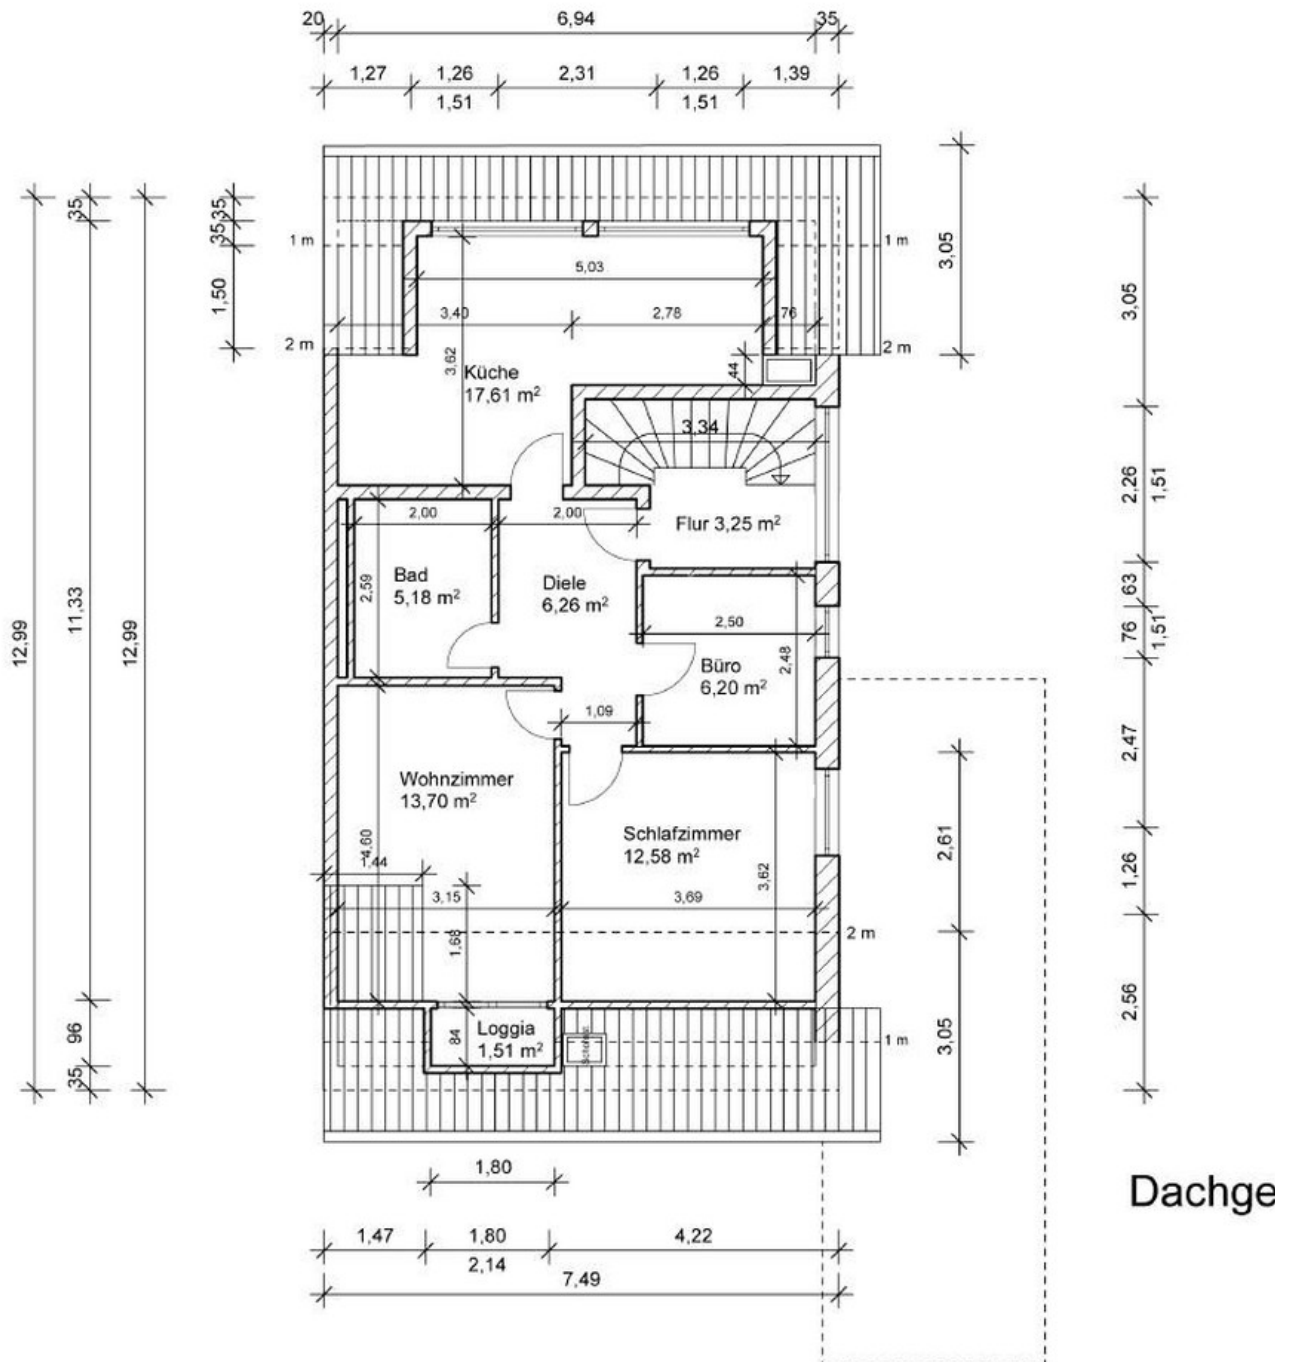 20 6,94 35
1,27 1,26 2,31 1,26 1,39
1,51 1,51
35
35
35
1 m
1 m
5,03
3,05
1,50
3,05
3,40 2,78 76
2 m
2 m
3,62
44
Küche
17,61 m²
3,34
2,26
1,51
2,00 2,00
Flur 3,25 m²
Bad
5,18 m²
2,59
Diele
6,26 m²
63
12,99
11,33
12,99
2,50
76
1,51
Büro
6,20 m²
2,48
1,09
2,47
Wohnzimmer
13,70 m²
Schlafzimmer
12,58 m²
2,61
4,60
1,44
3,62
1,26
3,15 3,69
1,68
2 m
2,56
96
84
Loggia
1,51 m²
1 m
3,05
35
1,80
Dachge
1,47 1,80 4,22
2,14
7,49